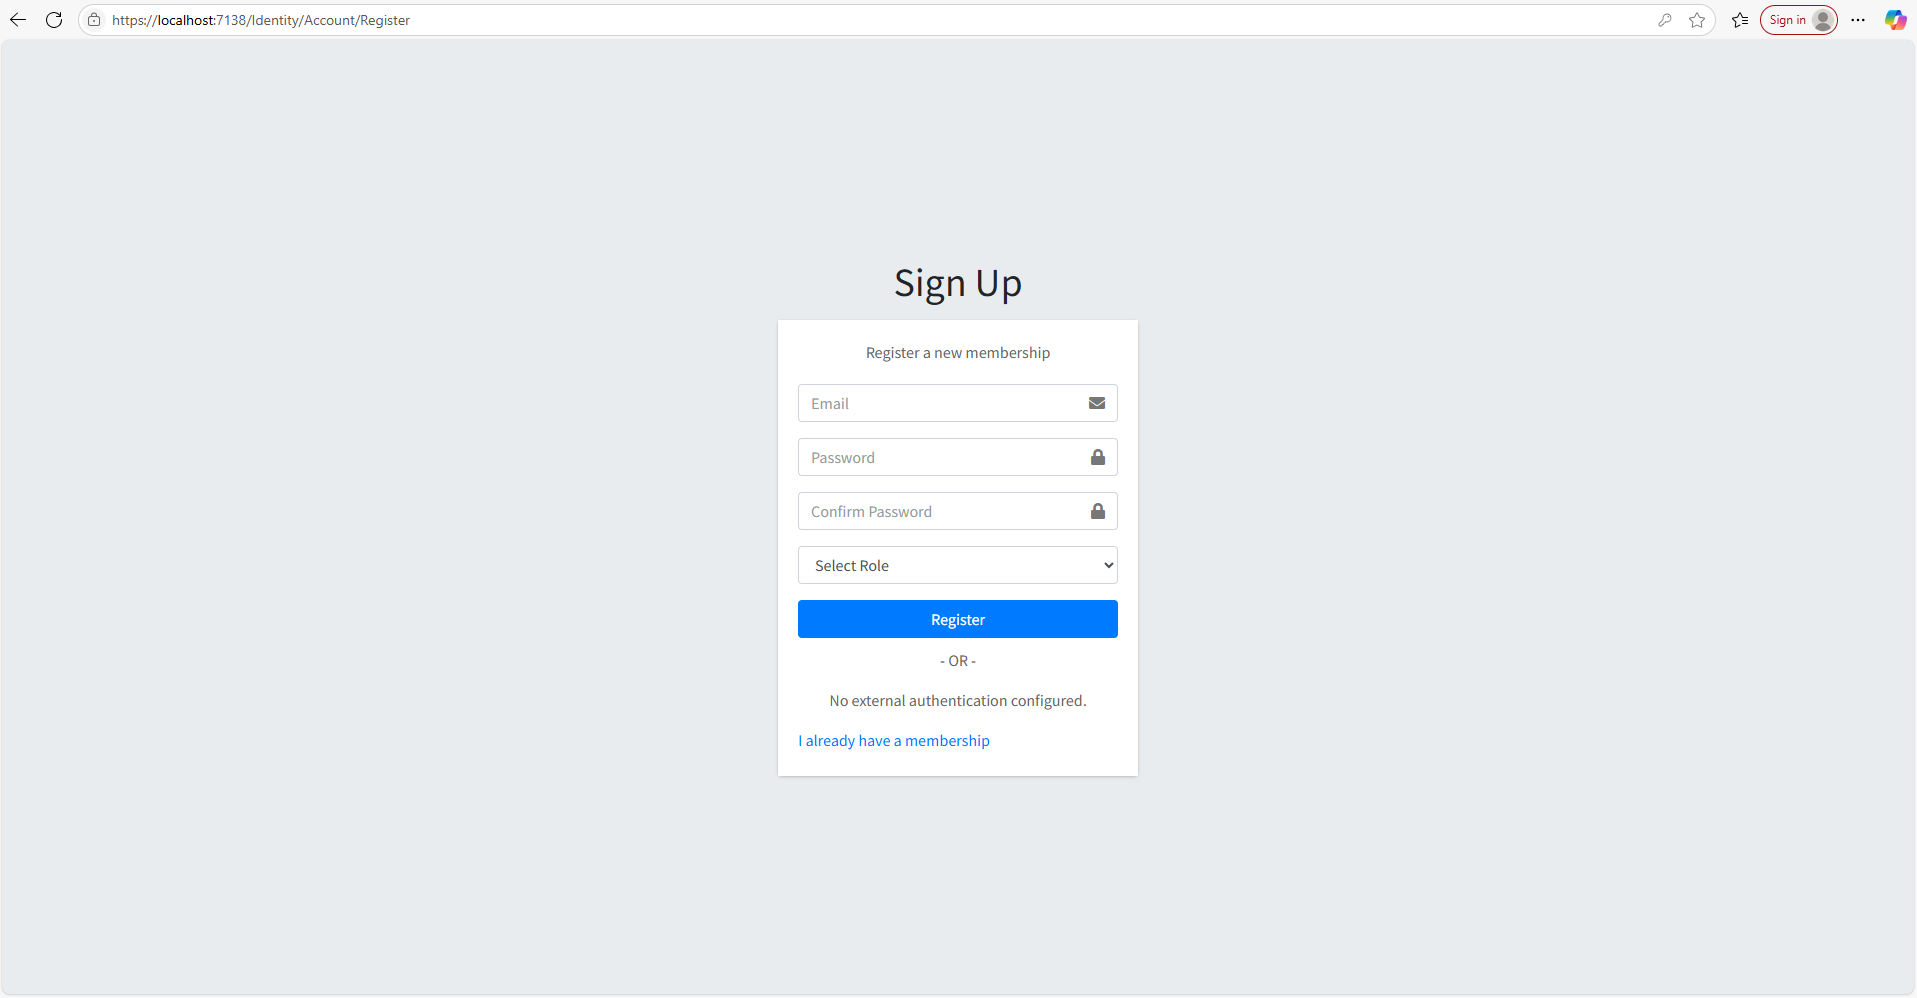 https://localhost:7138/Identity/Account/Register
Sign in
Sign Up
Register a new membership
Email
Password
Confirm Password
Select Role
Register
- OR -
No external authentication configured.
I already have a membership